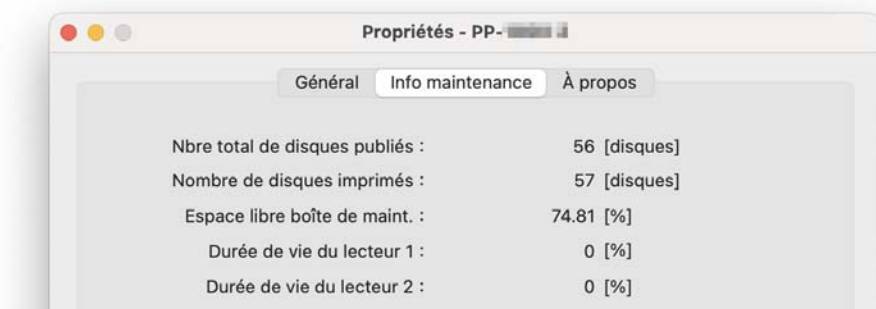 Propriétés - PP-
Général Info maintenance À propos
Nbre total de disques publiés : 56 [disques]
Nombre de disques imprimés : 57 [disques]
Espace libre boîte de maint. : 74.81 [%]
Durée de vie du lecteur 1 : 0 [%]
Durée de vie du lecteur 2 : 0 [%]